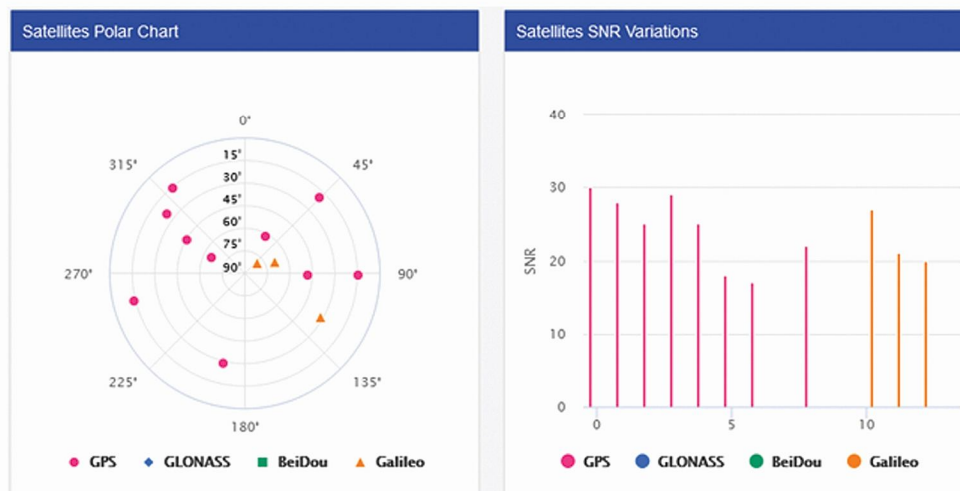 Satellites Polar Chart
0°
315°
45°
15°
30°
45°
60°
75°
90°
270°
90°
225°
135°
180°
GPS
GLONASS
BeiDou
Galileo
Satellites SNR Variations
40
30
20
10
0
SNR
0
5
10
GPS
GLONASS
BeiDou
Galileo